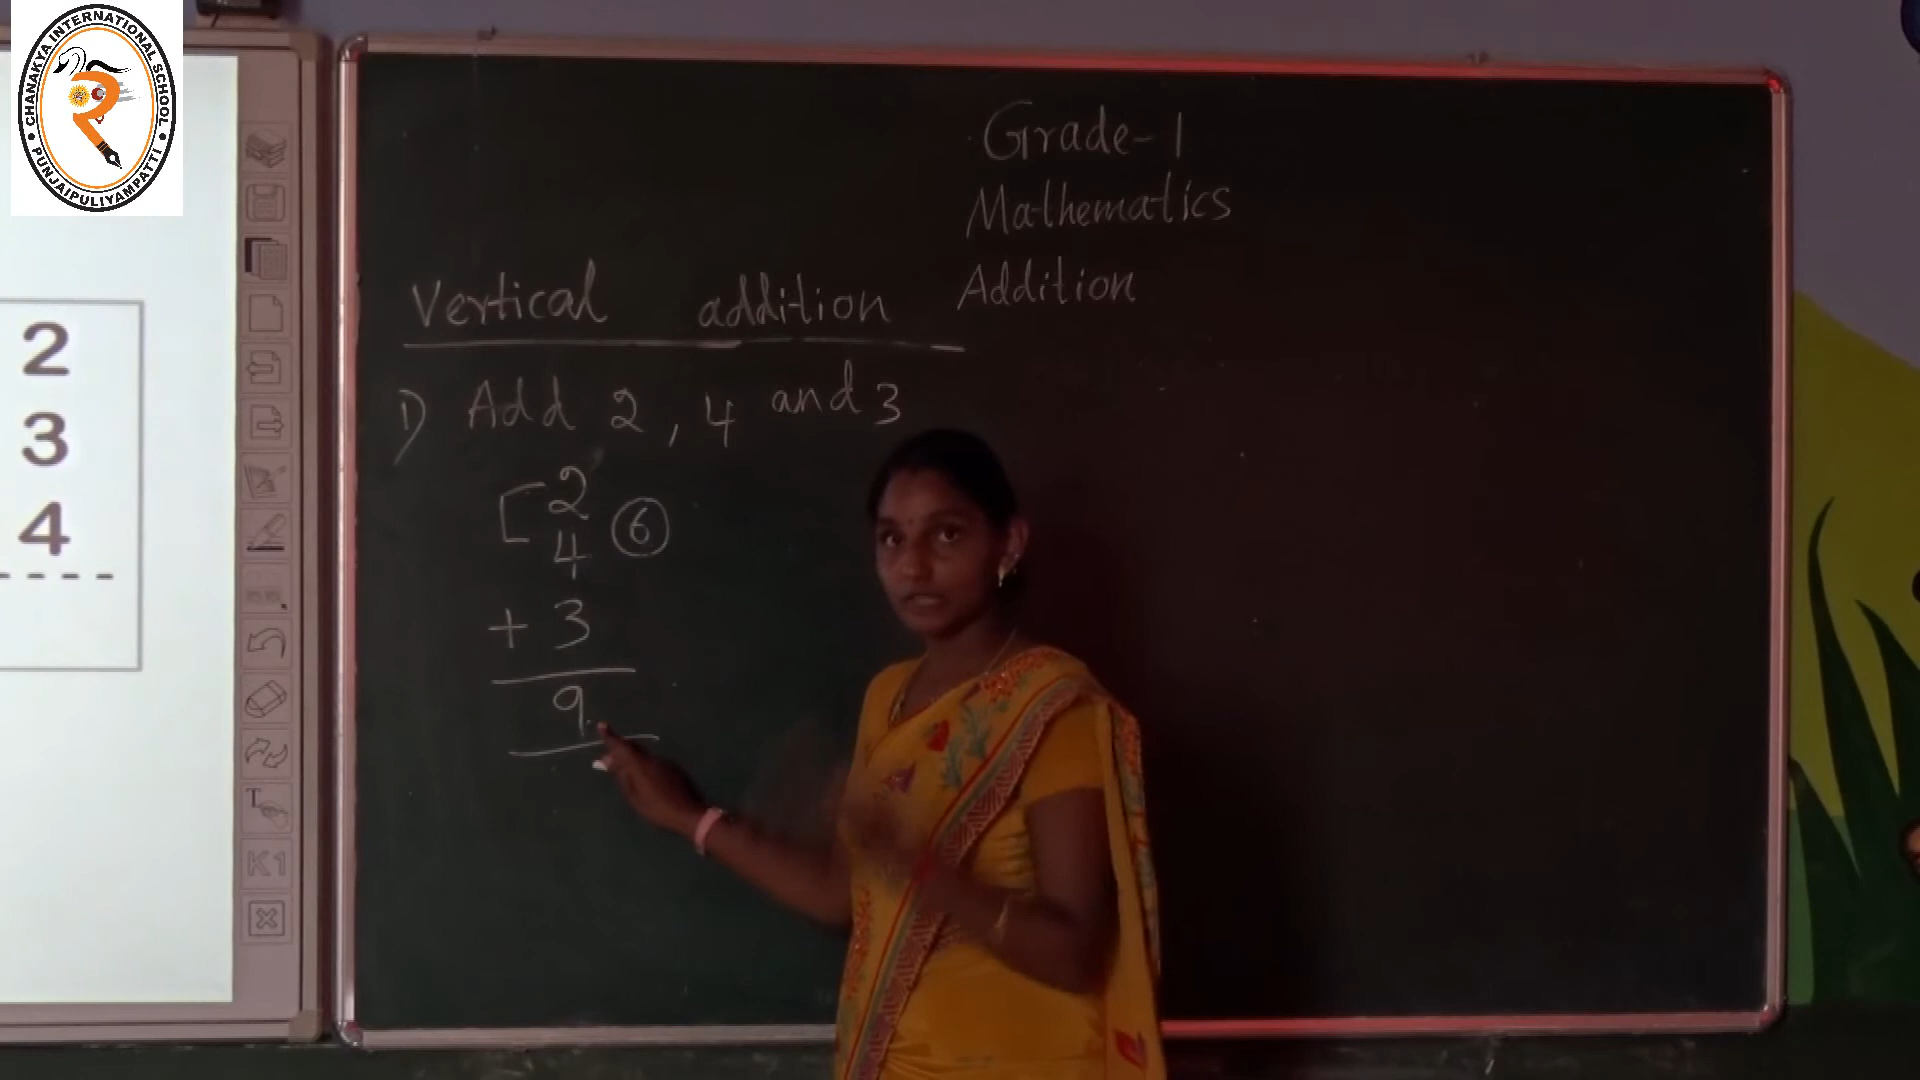 CHANAKYA INTERNATIONAL SCHOOL
PUNJAIPULIYAMPATTI
2
3
4
T
K1
Grade-1
Mathematics
Addition
Vertical addition
1) Add 2, 4 and 3
2
4 6
+ 3
9